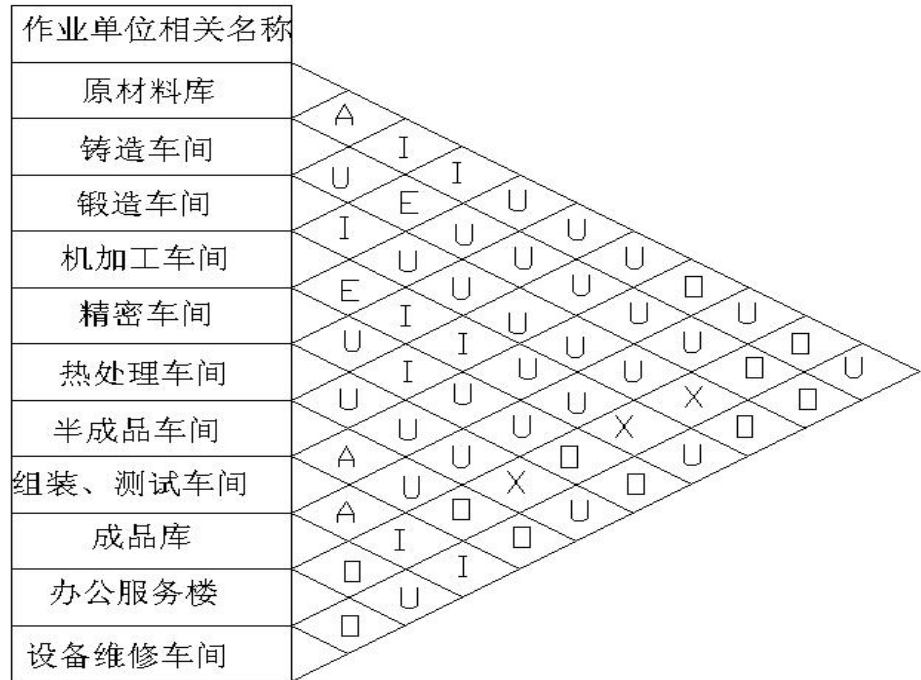 作业单位相关名称
原材料库
A
铸造车间 I
U I
锻造车间 E U
I U U
机加工车间 U U U
E U U O
精密车间 I U U U
U I U U O
热处理车间 I U U O U
U U U X O
半成品车间 U U X O
A U O U
组装、测试车间 U X O
A O U
成品库 I O
O I
办公服务楼 U
O
设备维修车间